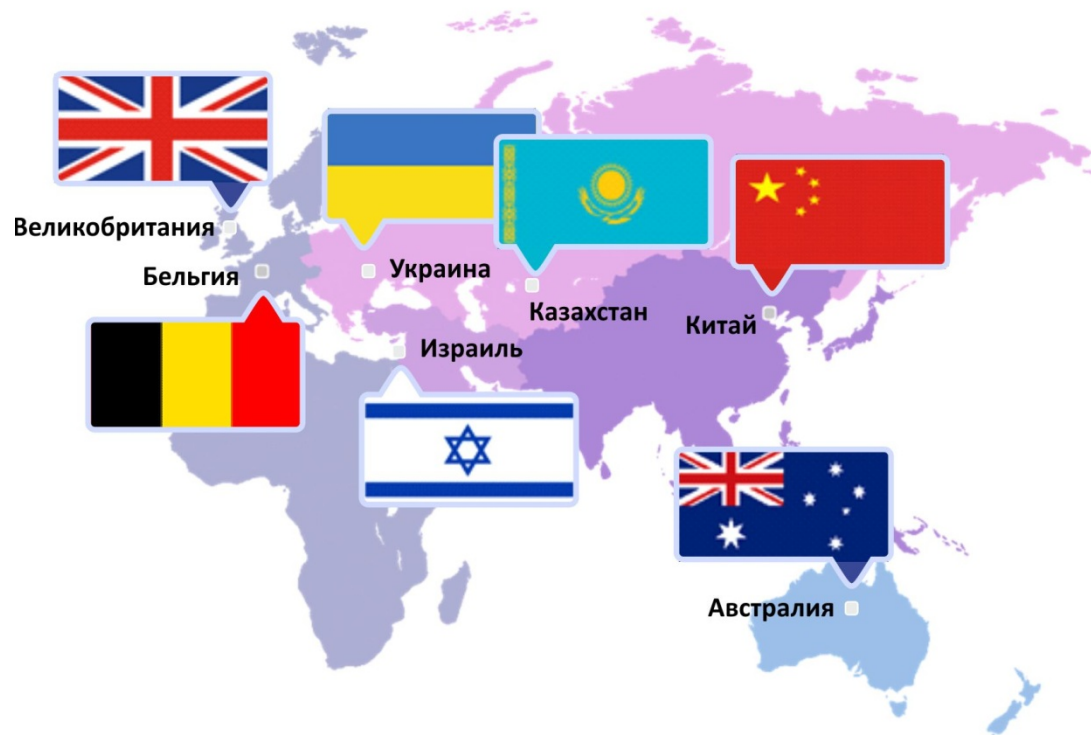 Великобритания
Бельгия
Украина
Казахстан
Китай
Израиль
Австралия